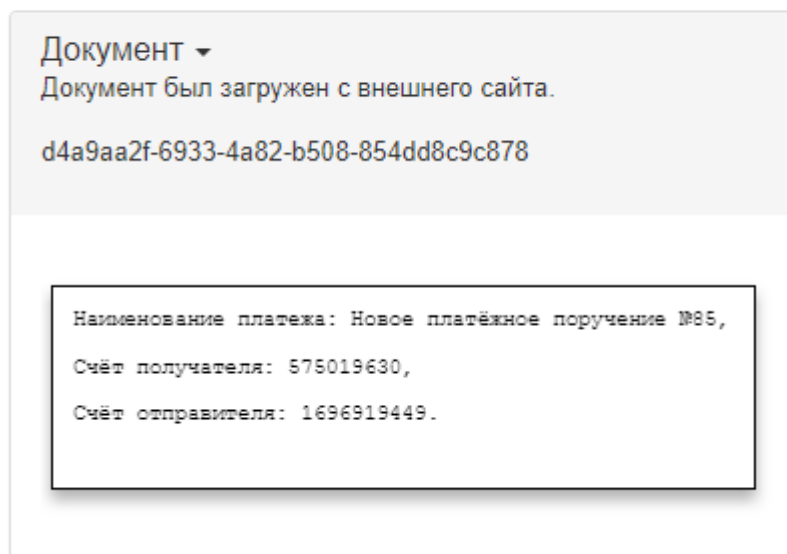 Документ
Документ был загружен с внешнего сайта.
d4a9aa2f-6933-4a82-b508-854dd8c9c878
Наименование платежа: Новое платёжное поручение №85,
Счёт получателя: 575019630,
Счёт отправителя: 1696919449.